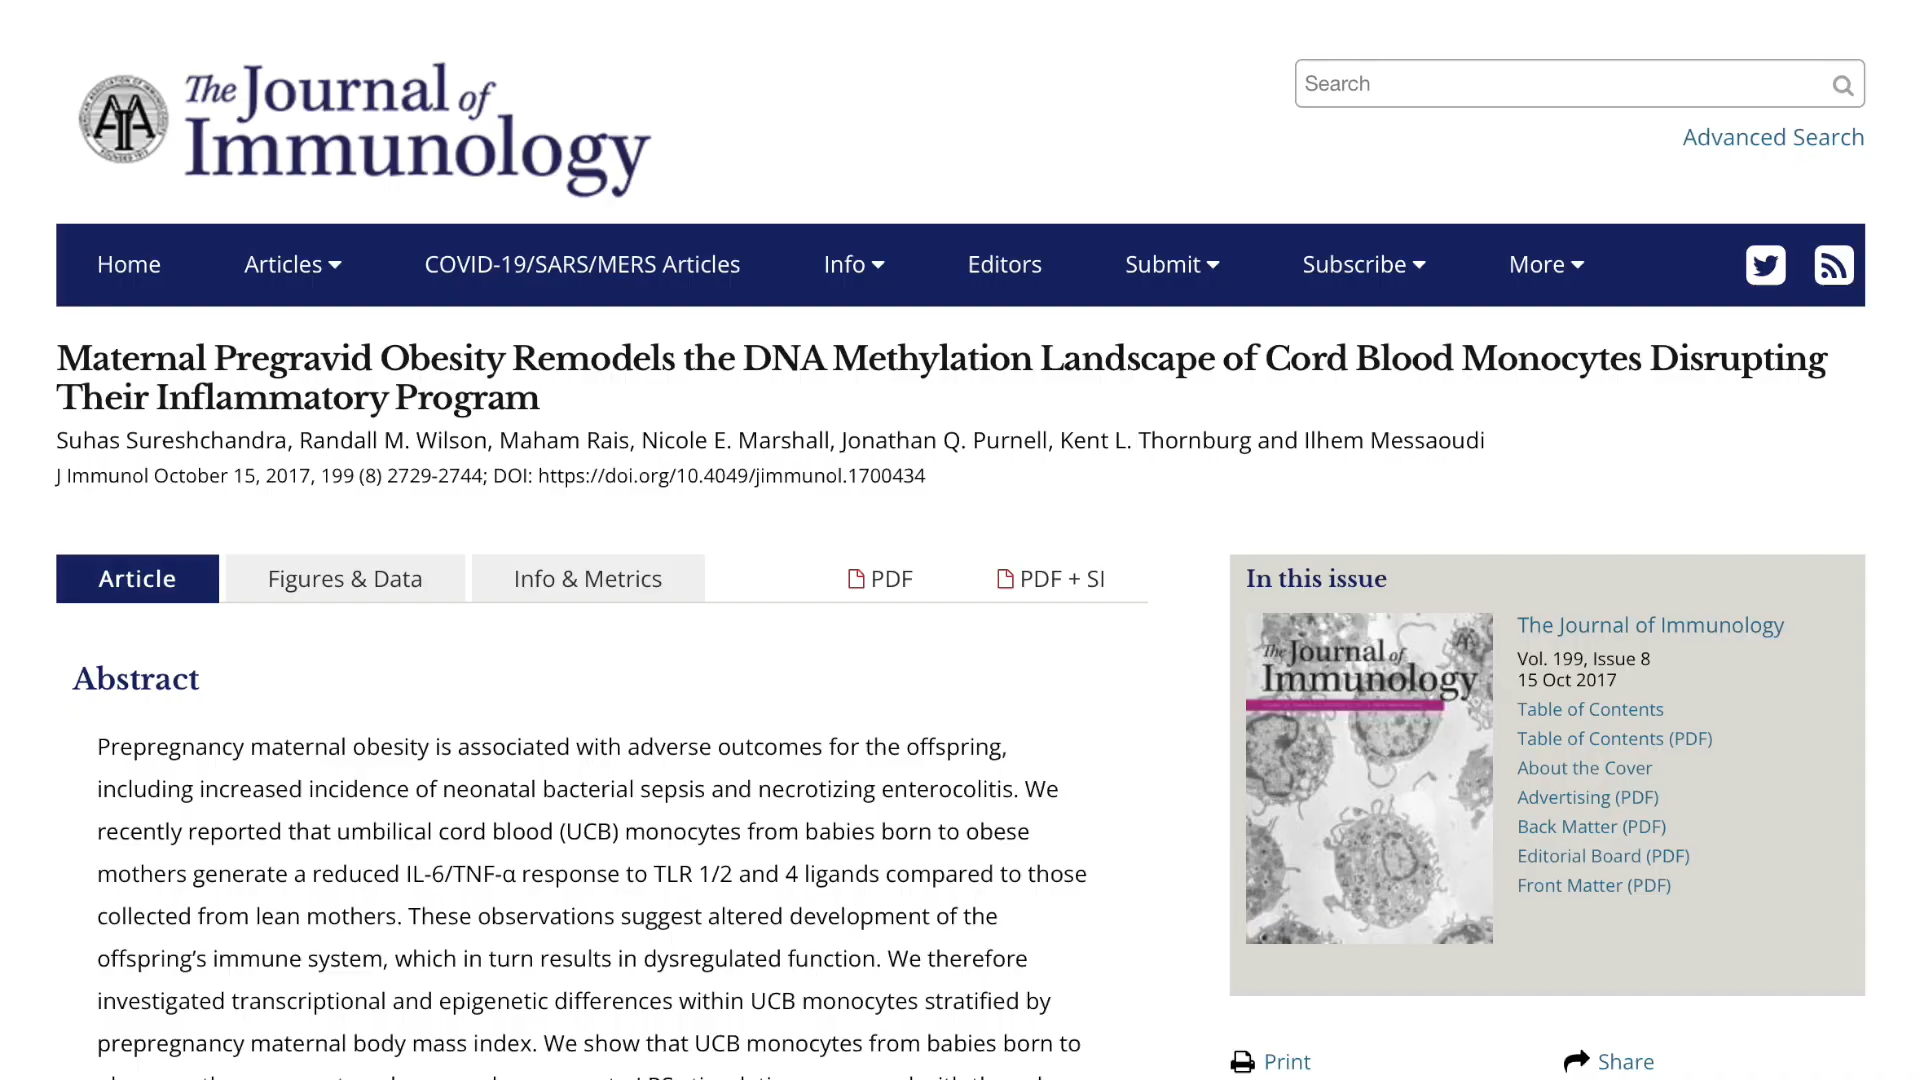 The Journal of
Immunology
Search
Advanced Search
Home Articles COVID-19/SARS/MERS Articles Info Editors Submit Subscribe More
Maternal Pregravid Obesity Remodels the DNA Methylation Landscape of Cord Blood Monocytes Disrupting
Their Inflammatory Program
Suhas Sureshchandra, Randall M. Wilson, Maham Rais, Nicole E. Marshall, Jonathan Q. Purnell, Kent L. Thornburg and Ilhem Messaoudi
J Immunol October 15, 2017, 199 (8) 2729-2744; DOI: https://doi.org/10.4049/jimmunol.1700434
Article Figures & Data Info & Metrics PDF PDF + SI
Abstract
Prepregnancy maternal obesity is associated with adverse outcomes for the offspring,
including increased incidence of neonatal bacterial sepsis and necrotizing enterocolitis. We
recently reported that umbilical cord blood (UCB) monocytes from babies born to obese
mothers generate a reduced IL-6/TNF-α response to TLR 1/2 and 4 ligands compared to those
collected from lean mothers. These observations suggest altered development of the
offspring’s immune system, which in turn results in dysregulated function. We therefore
investigated transcriptional and epigenetic differences within UCB monocytes stratified by
prepregnancy maternal body mass index. We show that UCB monocytes from babies born to
In this issue
The Journal of
Immunology
The Journal of Immunology
Vol. 199, Issue 8
15 Oct 2017
Table of Contents
Table of Contents (PDF)
About the Cover
Advertising (PDF)
Back Matter (PDF)
Editorial Board (PDF)
Front Matter (PDF)
Print Share